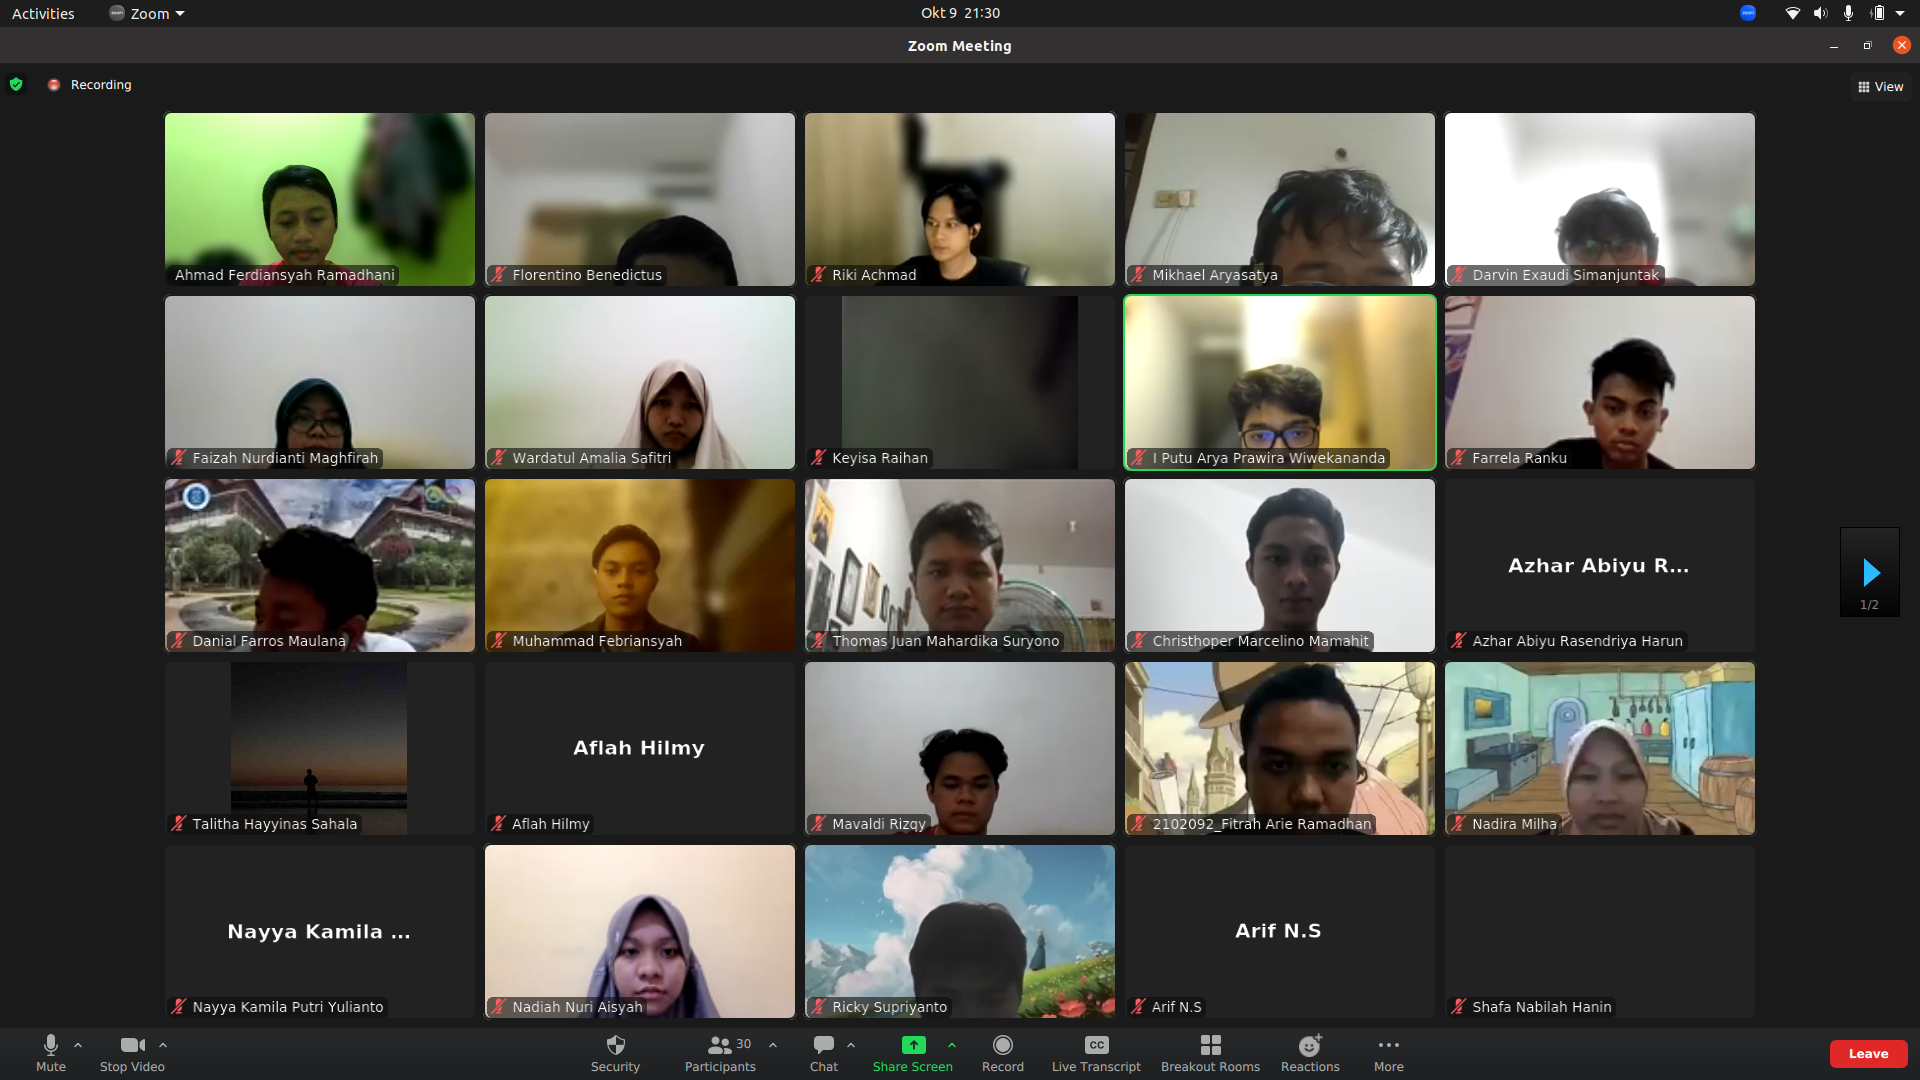 Activities
Zoom
Okt 9 21:30
Zoom Meeting
Recording
View
Ahmad Ferdiansyah Ramadhani
Florentino Benedictus
Riki Achmad
Mikhael Aryasatya
Darvin Exaudi Simanjuntak
Faizah Nurdianti Maghfirah
Wardatul Amalia Safitri
Keyisa Raihan
I Putu Arya Prawira Wiwekananda
Farrela Ranku
Danial Farros Maulana
Muhammad Febriansyah
Thomas Juan Mahardika Suryono
Christhoper Marcelino Mamahit
Azhar Abiyu R...
Azhar Abiyu Rasendriya Harun
1/2
Talitha Hayyinas Sahala
Aflah Hilmy
Aflah Hilmy
Mavaldi Rizqy
2102092_Fitrah Arie Ramadhan
Nadira Milha
Nayya Kamila ...
Nayya Kamila Putri Yulianto
Nadiah Nuri Aisyah
Ricky Supriyanto
Arif N.S
Arif N.S
Shafa Nabilah Hanin
Mute
Stop Video
Security
30
Participants
Chat
Share Screen
Record
CC
Live Transcript
Breakout Rooms
Reactions
More
Leave